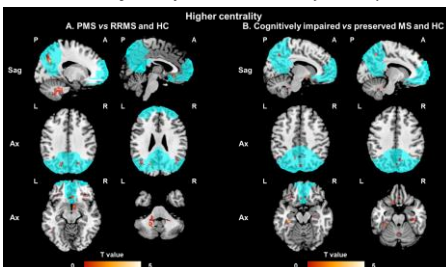 Higher centrality
A. PMS vs RRMS and HC
B. Cognitively impaired vs preserved MS and HC
P A P A P A P A
Sag Sag
L R L R
Ax Ax
L R L R
Ax Ax
T value T value
0 5 0 5